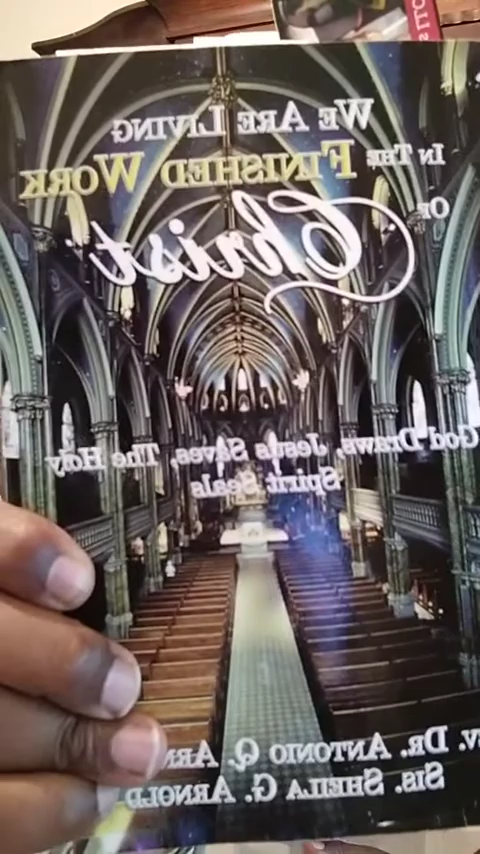 We Are Living
In The Finished Work
Of
Christ
God Draws, Jesus Saves, The Holy
Spirit Seals
v. Dr. Antonio Q. Arn
Sis. Sheila G. Arnold